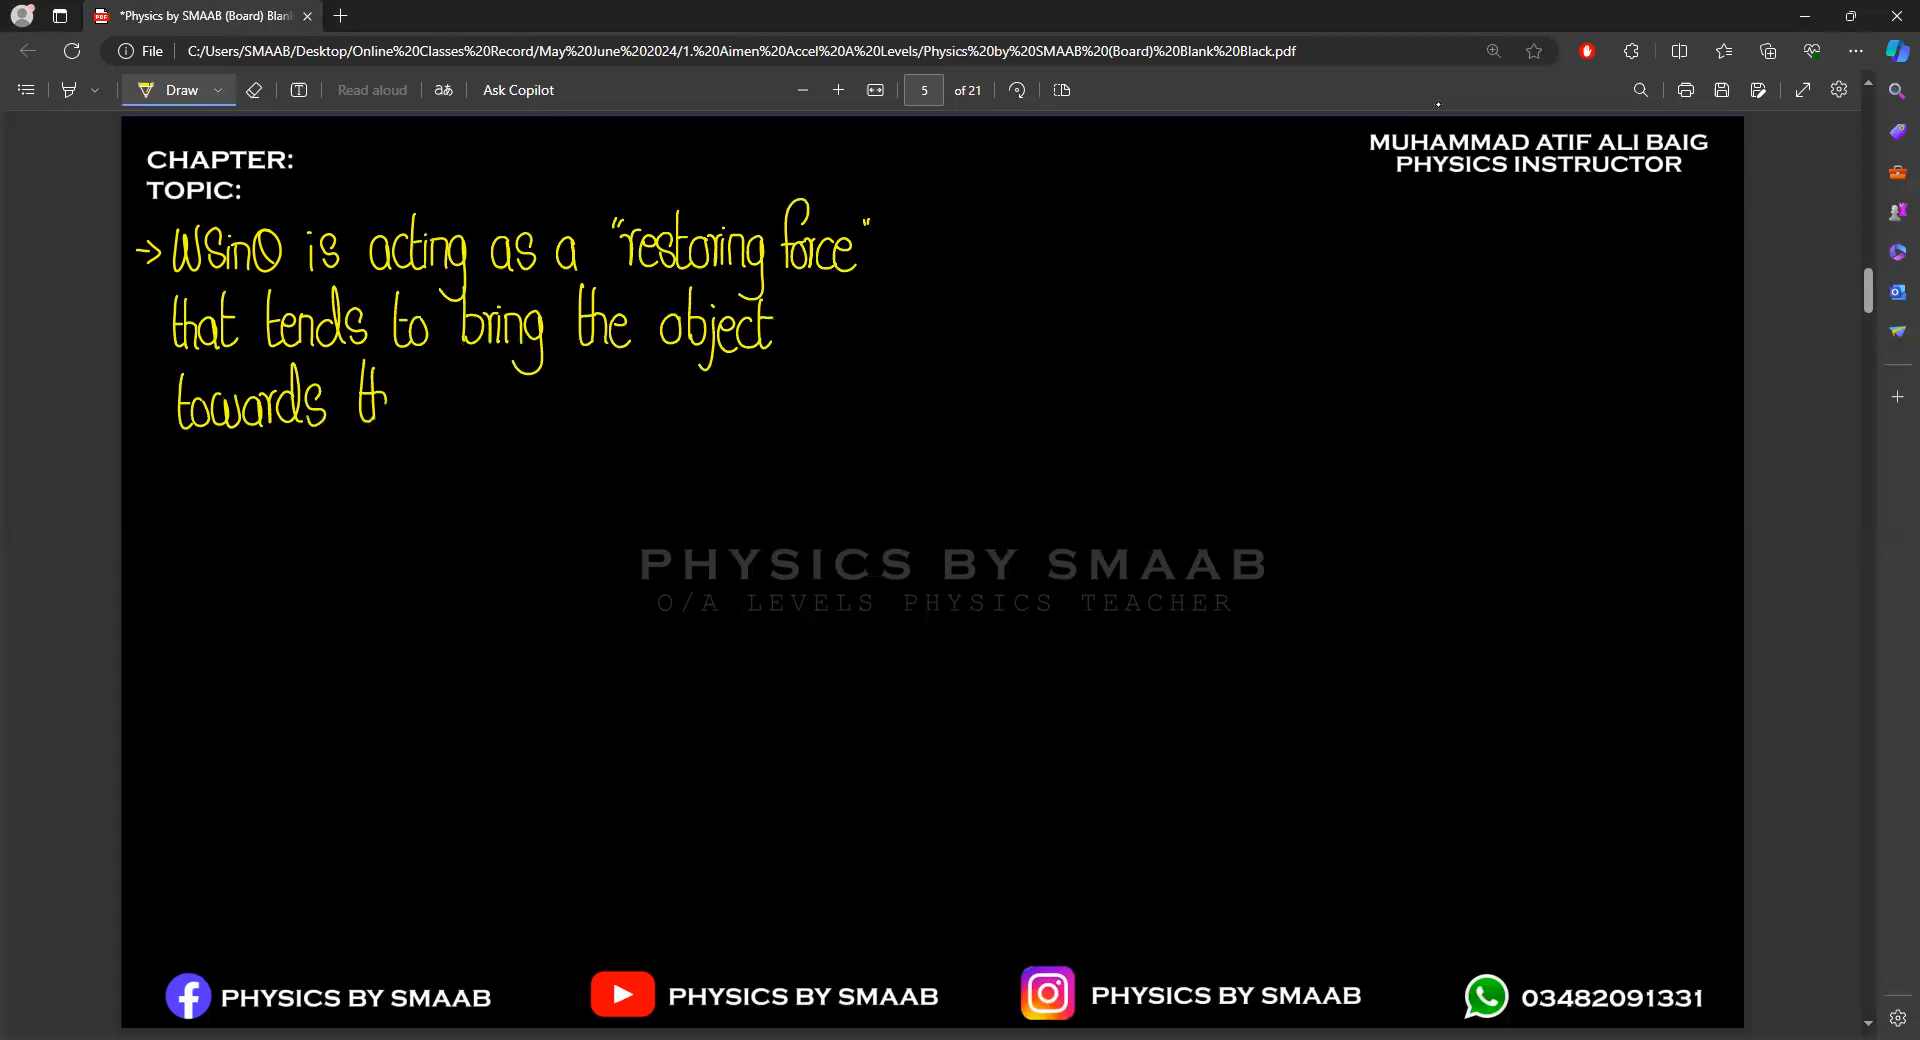 *Physics by SMAAB (Board) Blan
File
C:/Users/SMAAB/Desktop/Online%20Classes%20Record/May%20June%202024/1.%20Aimen%20Accel%20A%20Levels/Physics%20by%20SMAAB%20(Board)%20Blank%20Black.pdf
Draw
Read aloud
Ask Copilot
5 of 21
CHAPTER:
TOPIC:
MUHAMMAD ATIF ALI BAIG
PHYSICS INSTRUCTOR
→ WSinθ is acting as a "restoring force"
that tends to bring the object
towards th
PHYSICS BY SMAAB
O/A LEVELS PHYSICS TEACHER
PHYSICS BY SMAAB
PHYSICS BY SMAAB
PHYSICS BY SMAAB
03482091331